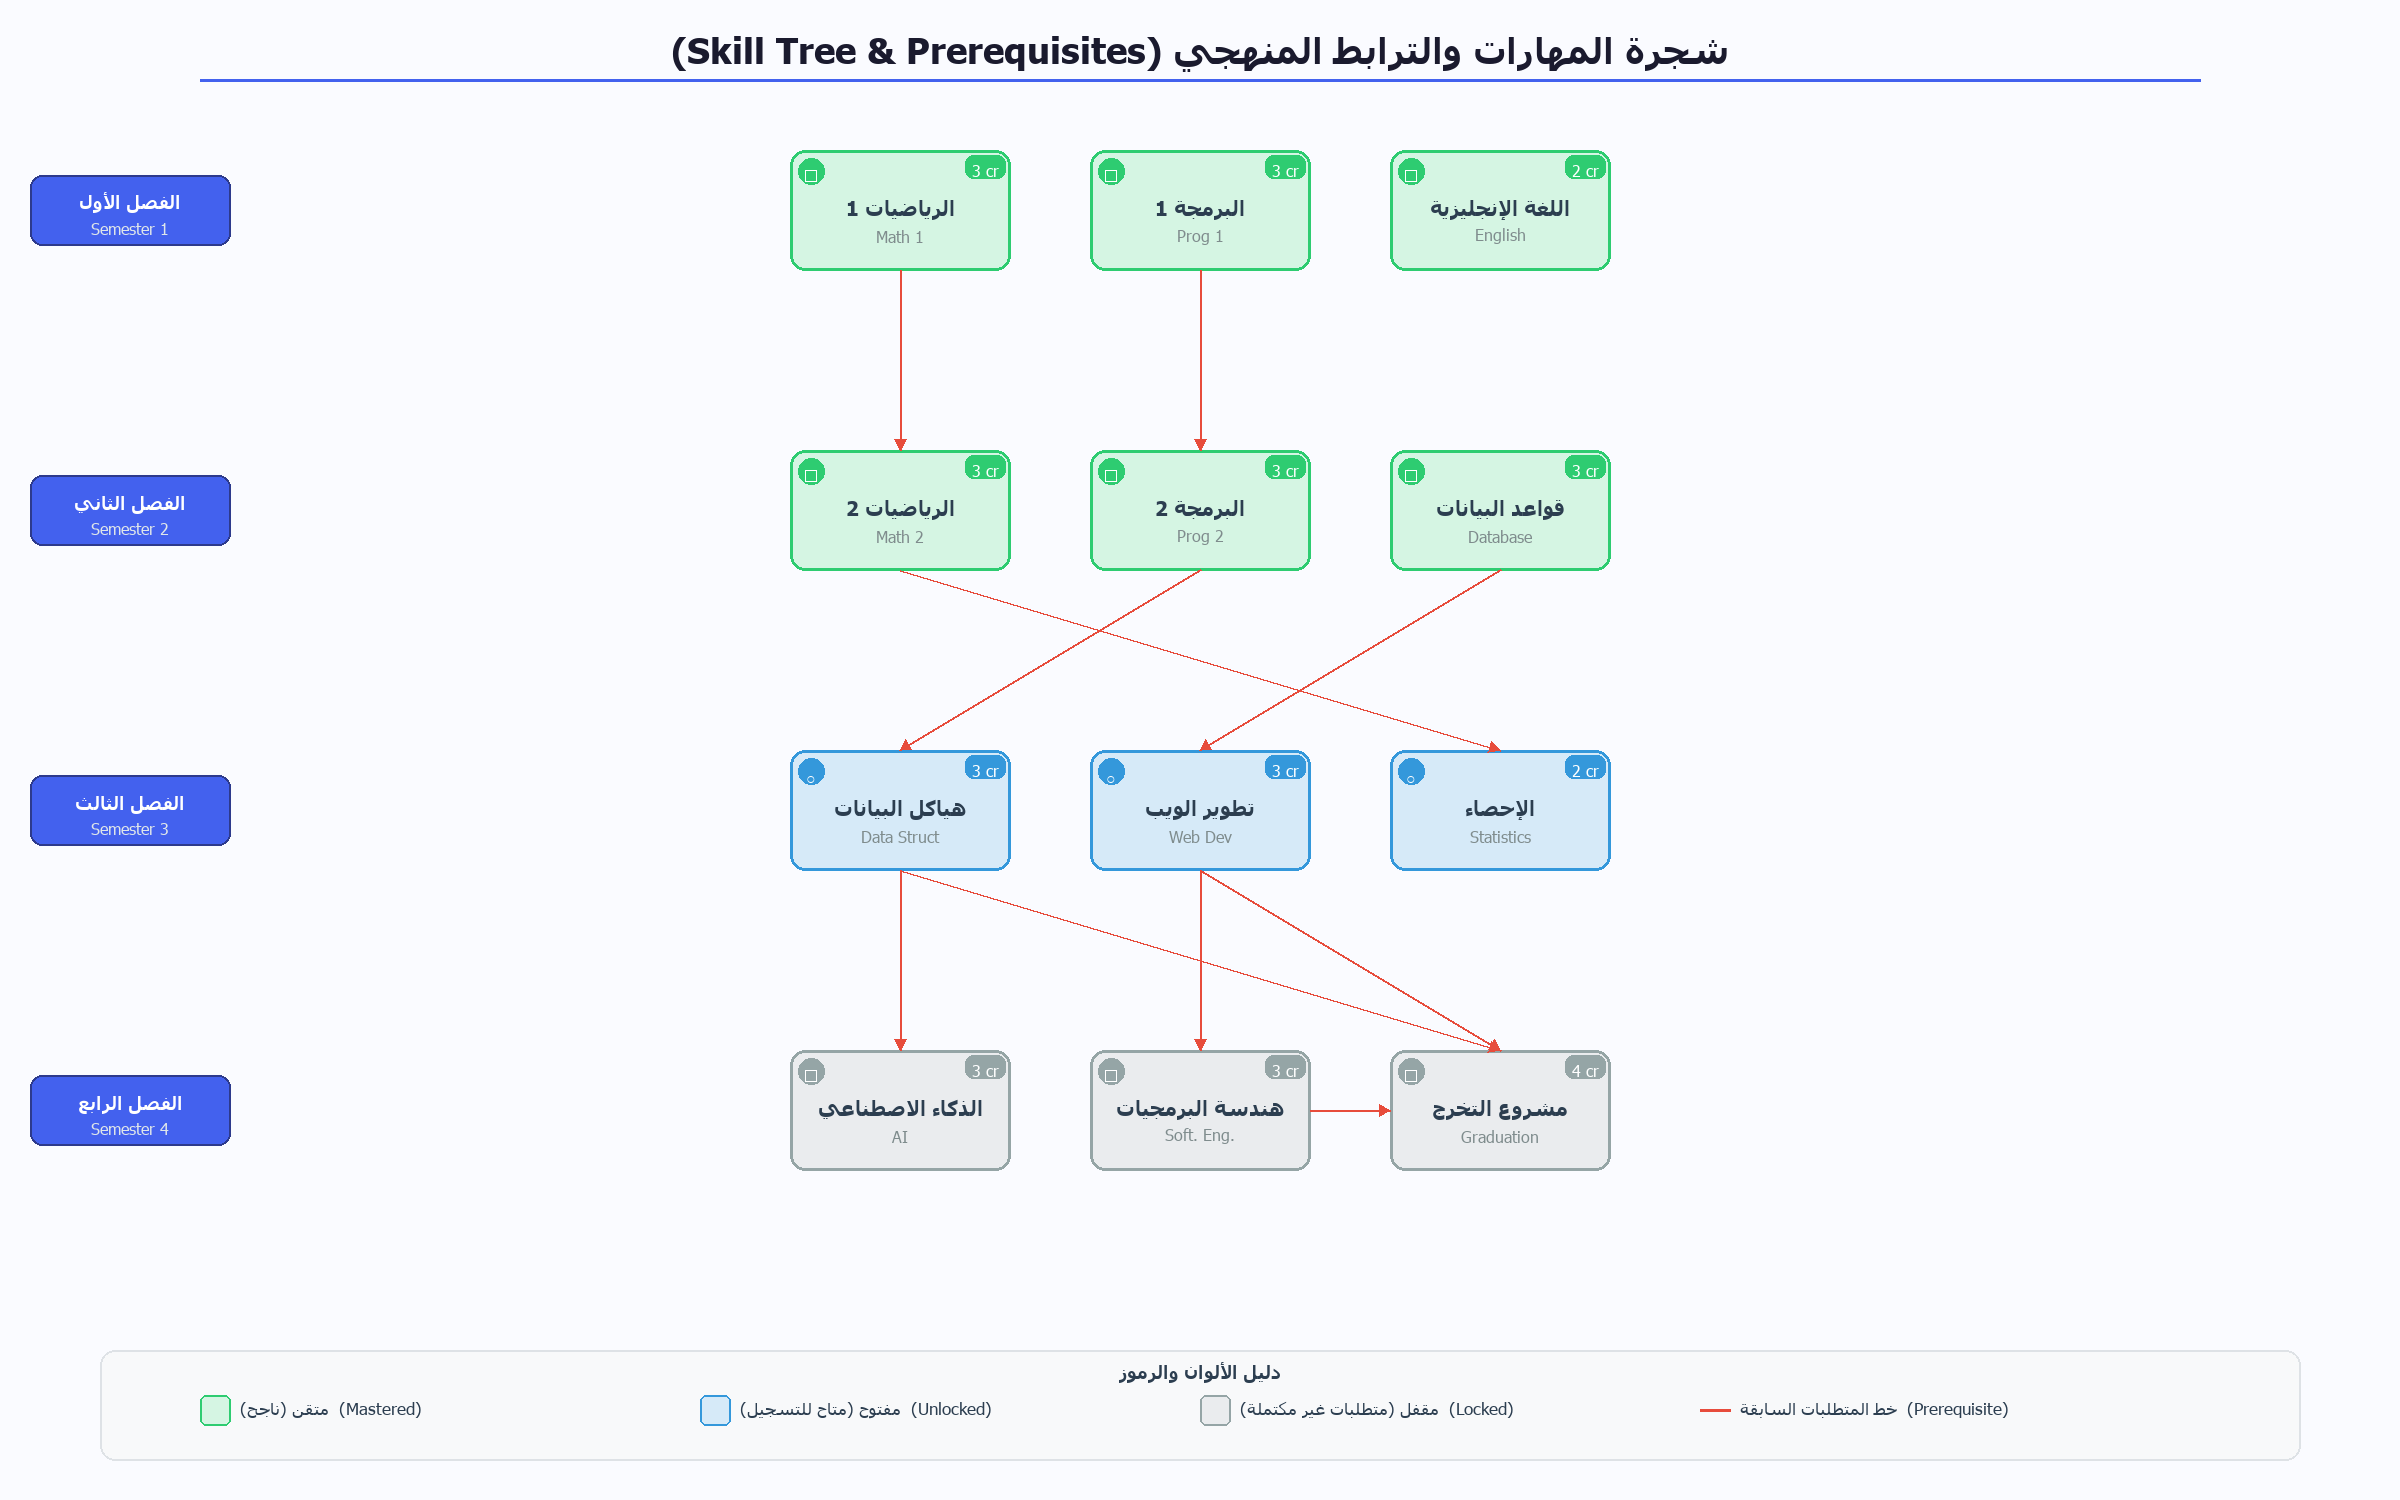 شجرة المهارات والترابط المنهجي (Skill Tree & Prerequisites)
الفصل الأول
Semester 1
3 cr
الرياضيات 1
Math 1
3 cr
البرمجة 1
Prog 1
2 cr
اللغة الإنجليزية
English
الفصل الثاني
Semester 2
3 cr
الرياضيات 2
Math 2
3 cr
البرمجة 2
Prog 2
3 cr
قواعد البيانات
Database
الفصل الثالث
Semester 3
3 cr
هياكل البيانات
Data Struct
3 cr
تطوير الويب
Web Dev
2 cr
الإحصاء
Statistics
الفصل الرابع
Semester 4
3 cr
الذكاء الاصطناعي
AI
3 cr
هندسة البرمجيات
Soft. Eng.
4 cr
مشروع التخرج
Graduation
دليل الألوان والرموز
متقن (ناجح) (Mastered)
مفتوح (متاح للتسجيل) (Unlocked)
مقفل (متطلبات غير مكتملة) (Locked)
خط المتطلبات السابقة (Prerequisite)